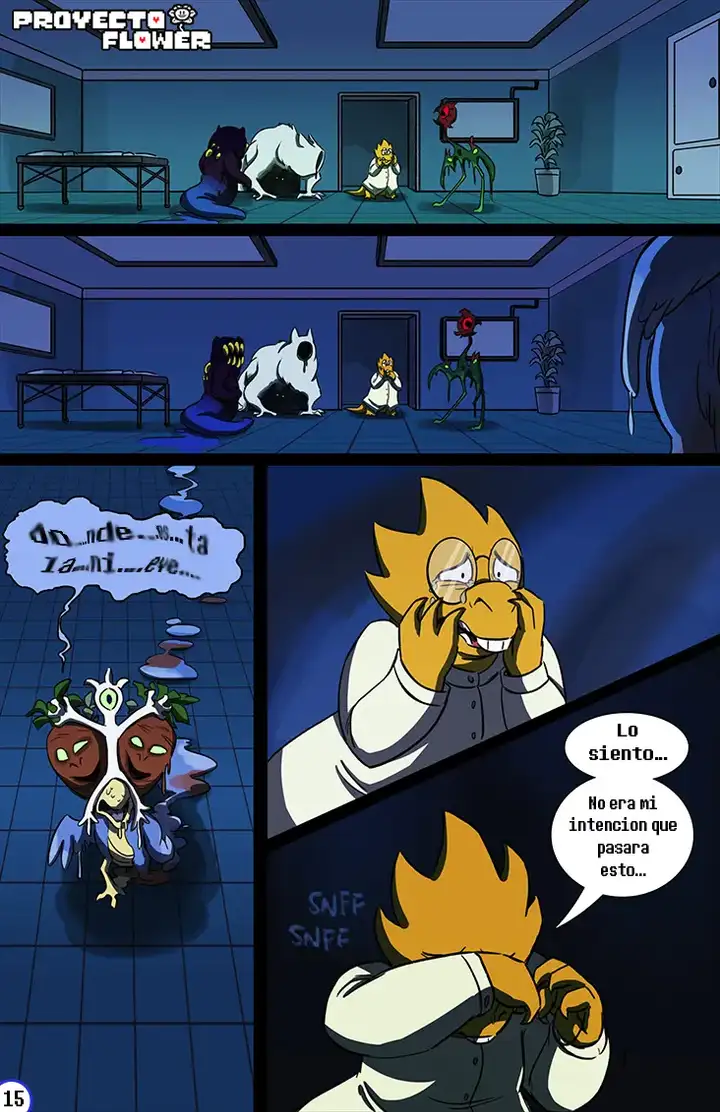 PROYECTO
FLOWER
do...nde...es...ta
la...ni.....eve....
Lo
siento...
No era mi
intencion que
pasara
esto...
SNFF
SNFF
15